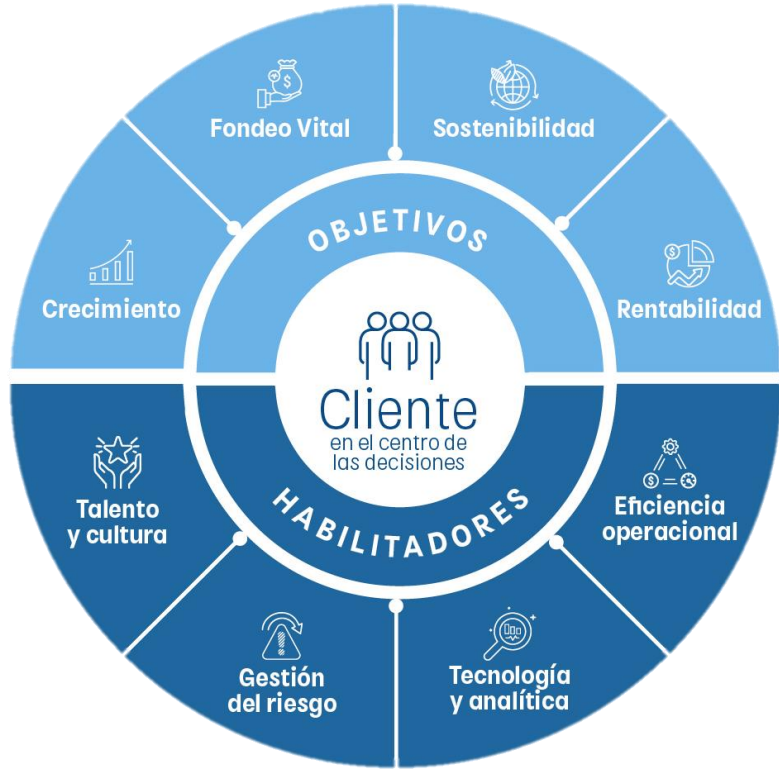 Fondeo Vital
Sostenibilidad
Crecimiento
Rentabilidad
OBJETIVOS
Cliente
en el centro de
las decisiones
HABILITADORES
Talento
y cultura
Eficiencia
operacional
Gestión
del riesgo
Tecnología
y analítica